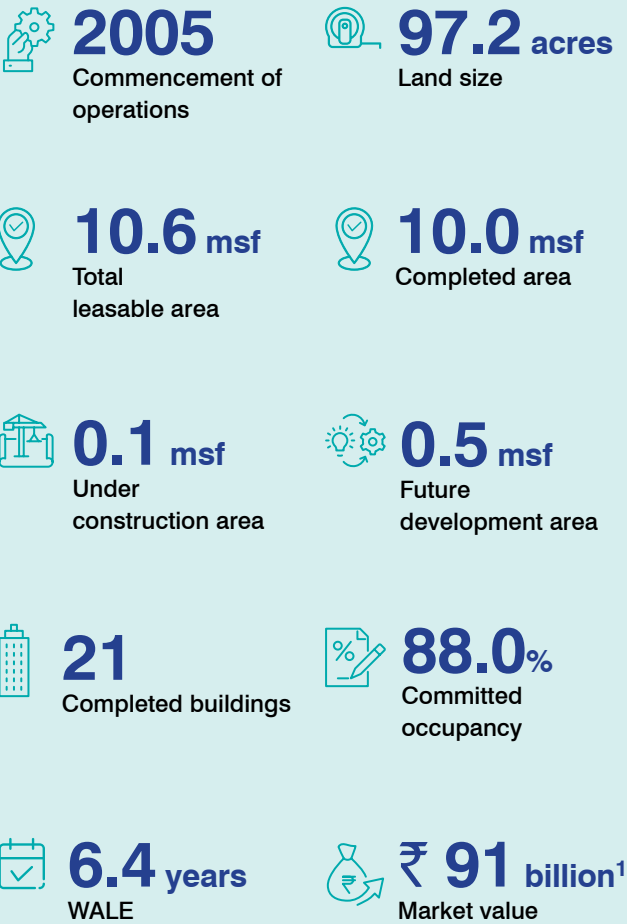 2005
Commencement of
operations
97.2 acres
Land size
10.6 msf
Total
leasable area
10.0 msf
Completed area
0.1 msf
Under
construction area
0.5 msf
Future
development area
21
Completed buildings
88.0%
Committed
occupancy
6.4 years
WALE
₹ 91 billion¹
Market value